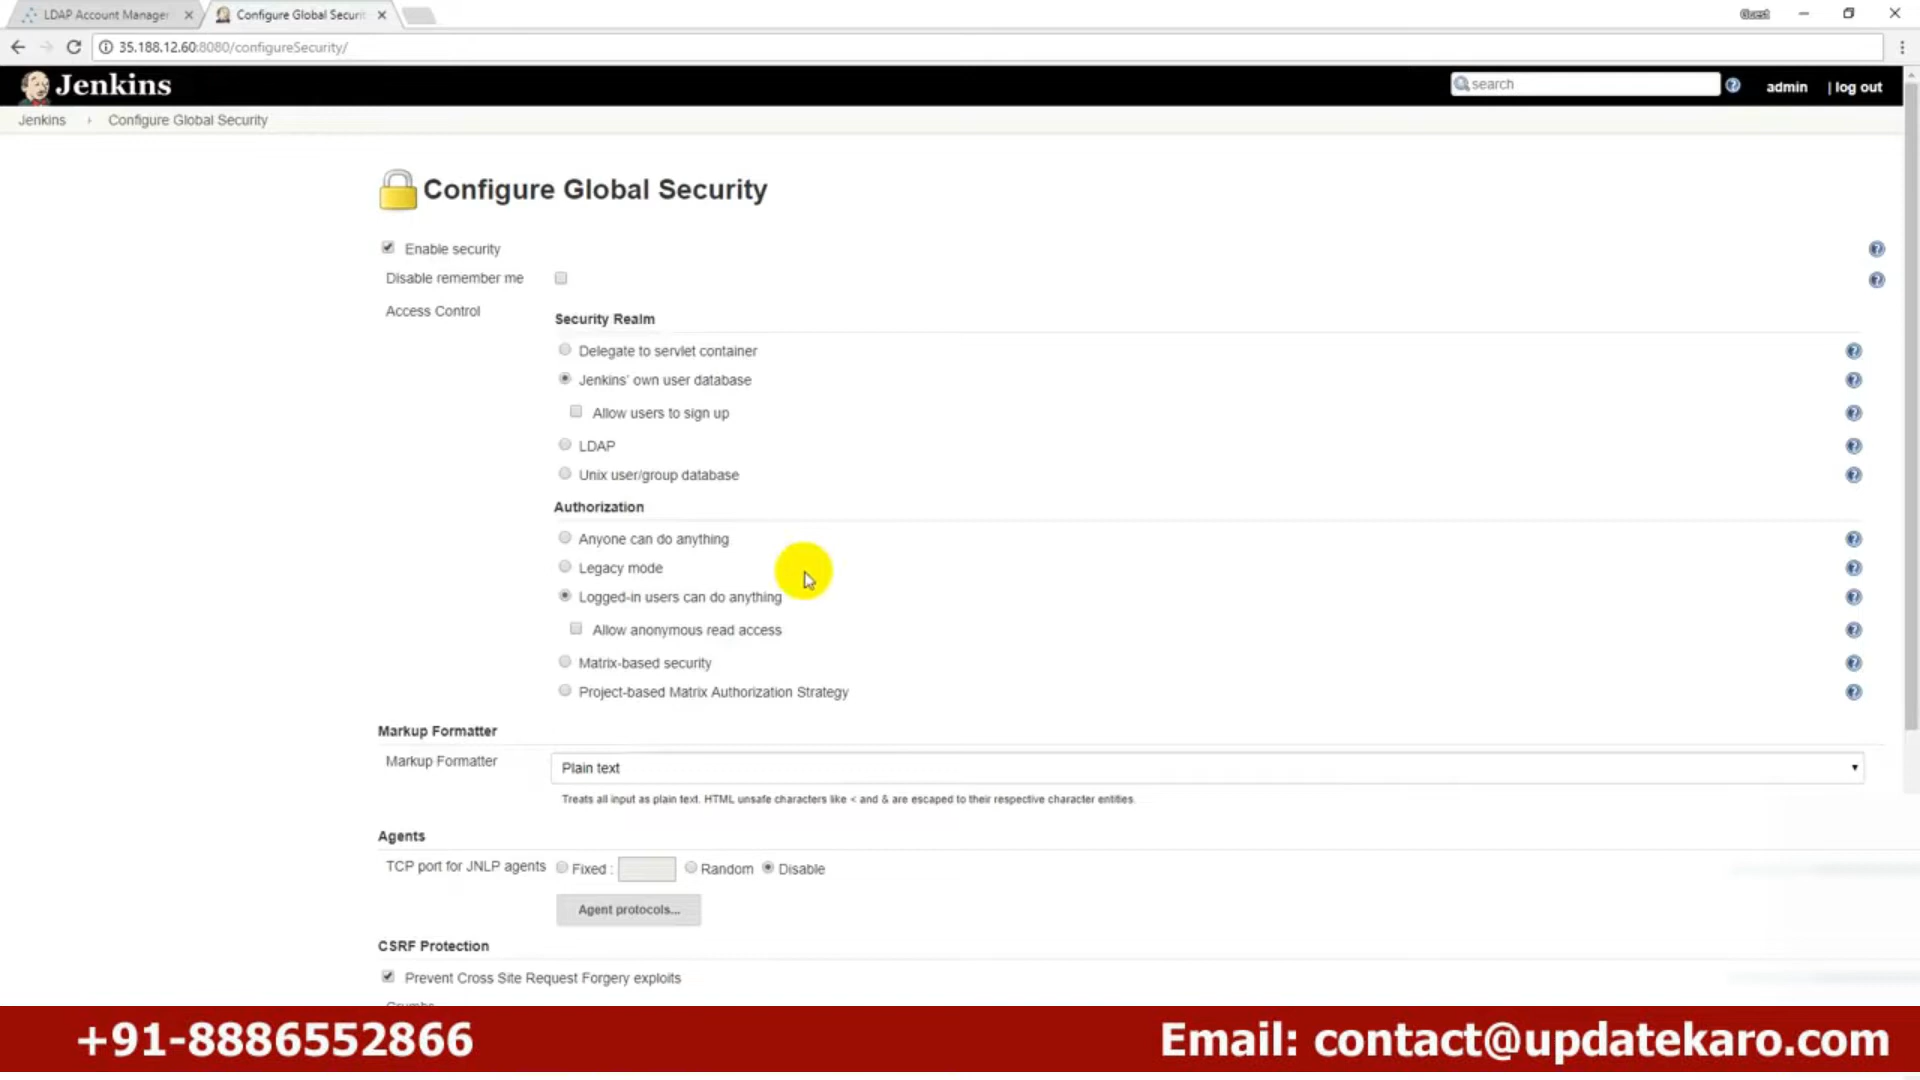 LDAP Account Manager
Configure Global Securit
Guest
35.188.12.60:8080/configureSecurity/
Jenkins
search
admin
| log out
Jenkins
Configure Global Security
Configure Global Security
Enable security
Disable remember me
Access Control
Security Realm
Delegate to servlet container
Jenkins' own user database
Allow users to sign up
LDAP
Unix user/group database
Authorization
Anyone can do anything
Legacy mode
Logged-in users can do anything
Allow anonymous read access
Matrix-based security
Project-based Matrix Authorization Strategy
Markup Formatter
Markup Formatter
Plain text
Treats all input as plain text. HTML unsafe characters like < and & are escaped to their respective character entities.
Agents
TCP port for JNLP agents
Fixed :
Random
Disable
Agent protocols...
CSRF Protection
Prevent Cross Site Request Forgery exploits
+91-8886552866
Email: contact@updatekaro.com